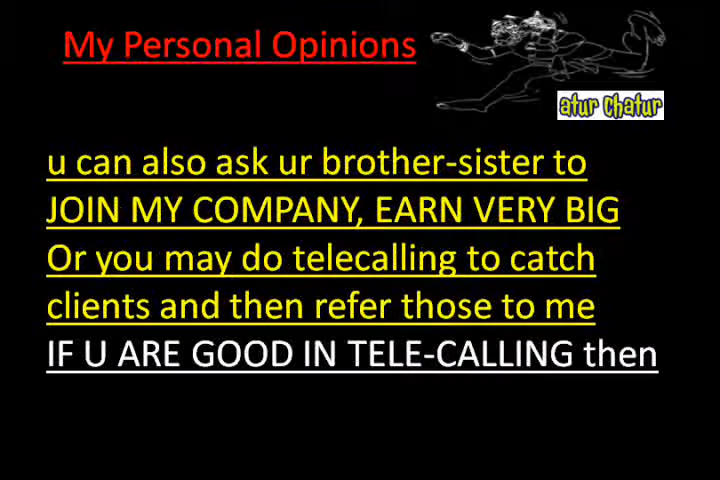 My Personal Opinions
atur Chatur
u can also ask ur brother-sister to
JOIN MY COMPANY, EARN VERY BIG
Or you may do telecalling to catch
clients and then refer those to me
IF U ARE GOOD IN TELE-CALLING then